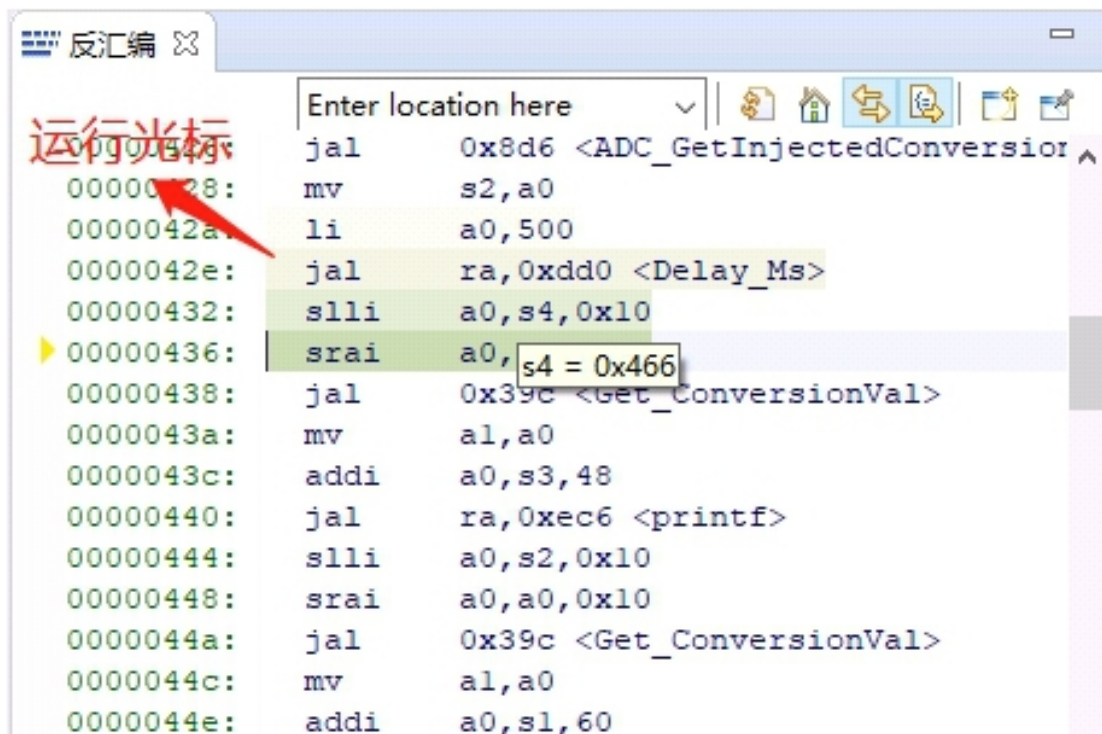 反汇编
Enter location here
运行光标
jal 0x8d6 <ADC_GetInjectedConversion
00000428: mv s2,a0
0000042a: li a0,500
0000042e: jal ra,0xdd0 <Delay_Ms>
00000432: slli a0,s4,0x10
00000436: srai a0,
s4 = 0x466
00000438: jal 0x39c <Get_ConversionVal>
0000043a: mv a1,a0
0000043c: addi a0,s3,48
00000440: jal ra,0xec6 <printf>
00000444: slli a0,s2,0x10
00000448: srai a0,a0,0x10
0000044a: jal 0x39c <Get_ConversionVal>
0000044c: mv a1,a0
0000044e: addi a0,s1,60